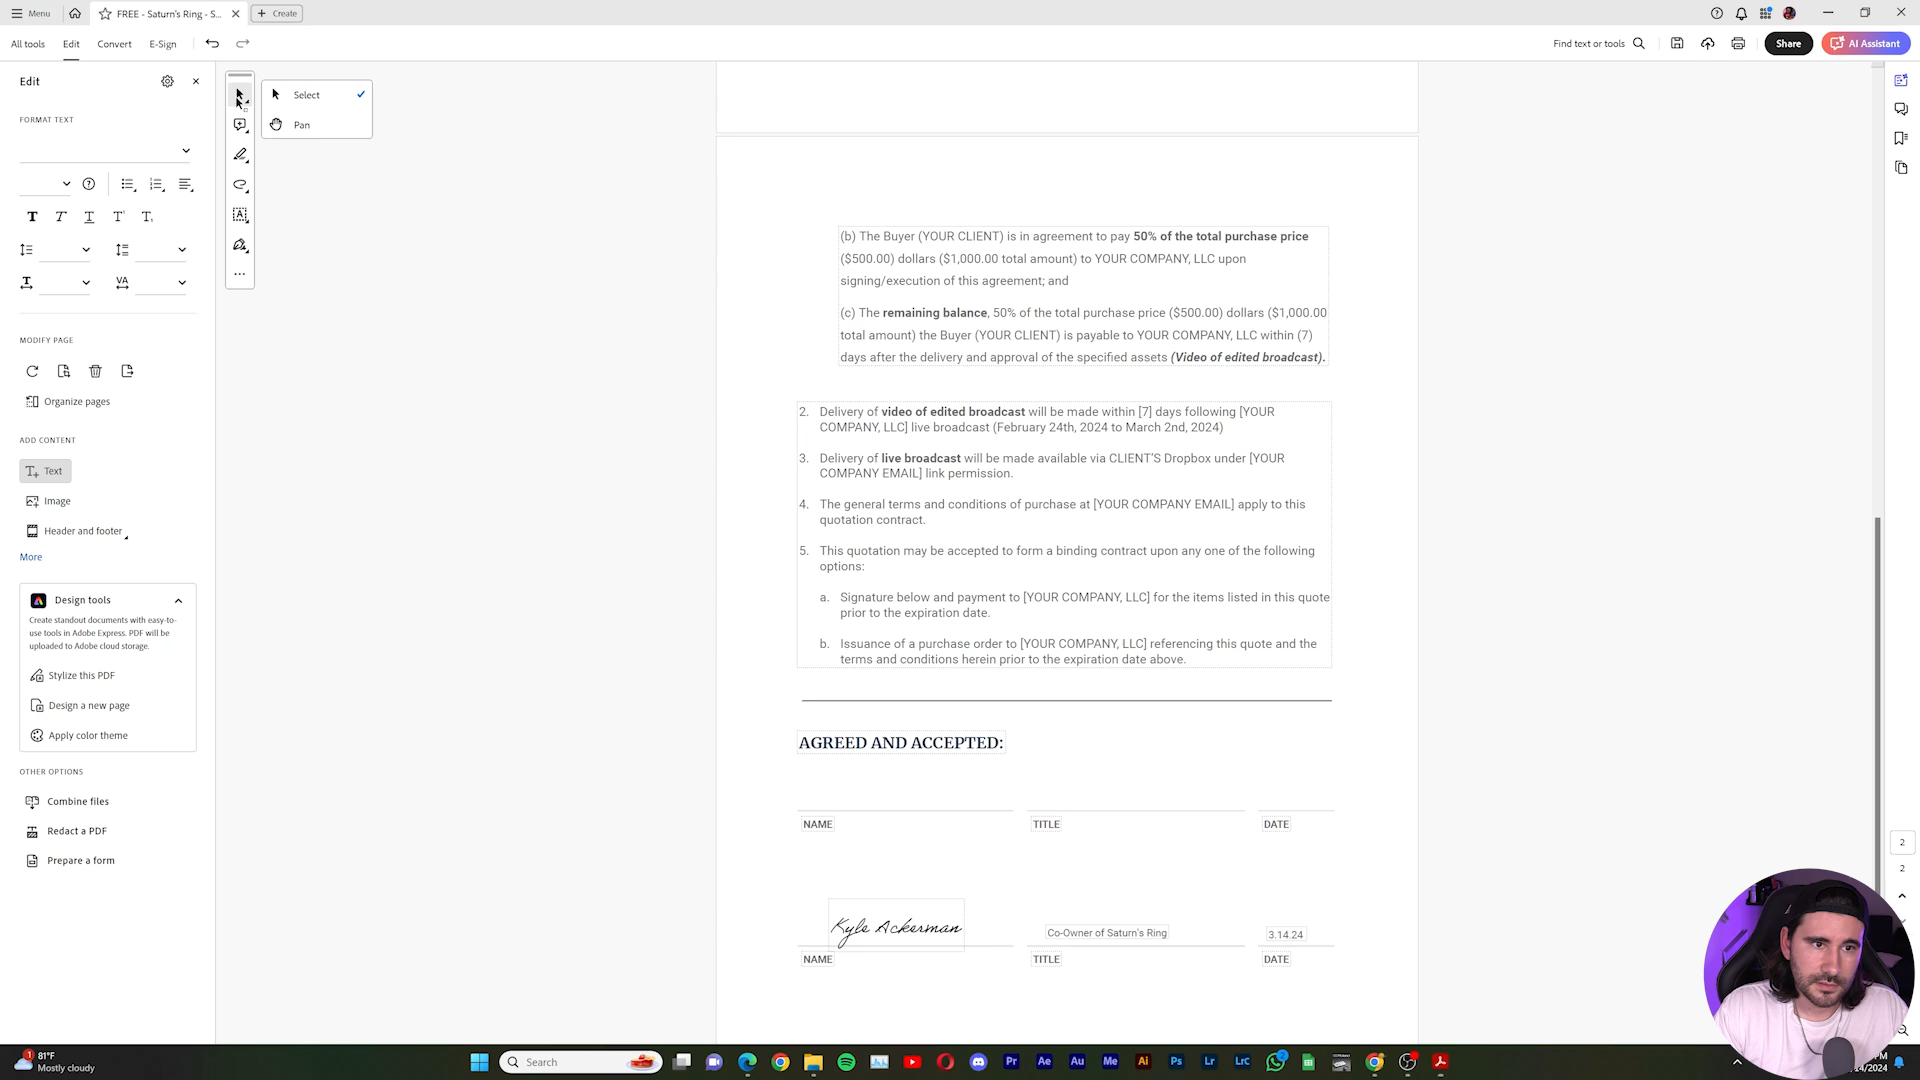 Menu
FREE - Saturn's Ring - S...
Create
All tools
Edit
Convert
E-Sign
Find text or tools
Share
AI Assistant
Edit
FORMAT TEXT
MODIFY PAGE
Organize pages
ADD CONTENT
Text
Image
Header and footer
More
Design tools
Create standout documents with easy-to-
use tools in Adobe Express. PDF will be
uploaded to Adobe cloud storage.
Stylize this PDF
Design a new page
Apply color theme
OTHER OPTIONS
Combine files
Redact a PDF
Prepare a form
Select
Pan
(b) The Buyer (YOUR CLIENT) is in agreement to pay 50% of the total purchase price
($500.00) dollars ($1,000.00 total amount) to YOUR COMPANY, LLC upon
signing/execution of this agreement; and
(c) The remaining balance, 50% of the total purchase price ($500.00) dollars ($1,000.00
total amount) the Buyer (YOUR CLIENT) is payable to YOUR COMPANY, LLC within (7)
days after the delivery and approval of the specified assets (Video of edited broadcast).
2. Delivery of video of edited broadcast will be made within [7] days following [YOUR
COMPANY, LLC] live broadcast (February 24th, 2024 to March 2nd, 2024)
3. Delivery of live broadcast will be made available via CLIENT'S Dropbox under [YOUR
COMPANY EMAIL] link permission.
4. The general terms and conditions of purchase at [YOUR COMPANY EMAIL] apply to this
quotation contract.
5. This quotation may be accepted to form a binding contract upon any one of the following
options:
a. Signature below and payment to [YOUR COMPANY, LLC] for the items listed in this quote
prior to the expiration date.
b. Issuance of a purchase order to [YOUR COMPANY, LLC] referencing this quote and the
terms and conditions herein prior to the expiration date above.
AGREED AND ACCEPTED:
NAME TITLE DATE
Kyle Ackerman Co-Owner of Saturn's Ring 3.14.24
NAME TITLE DATE
2
2
81°F
Mostly cloudy
Search
Pr Ae Au Me Ai Ps Lr LrC